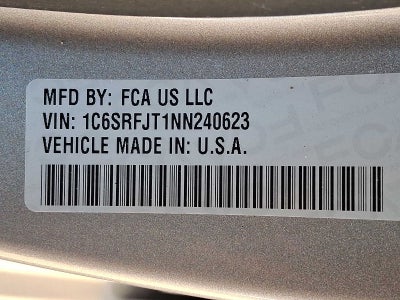 MFD BY: FCA US LLC
VIN: 1C6SRFJT1NN240623
VEHICLE MADE IN: U.S.A.